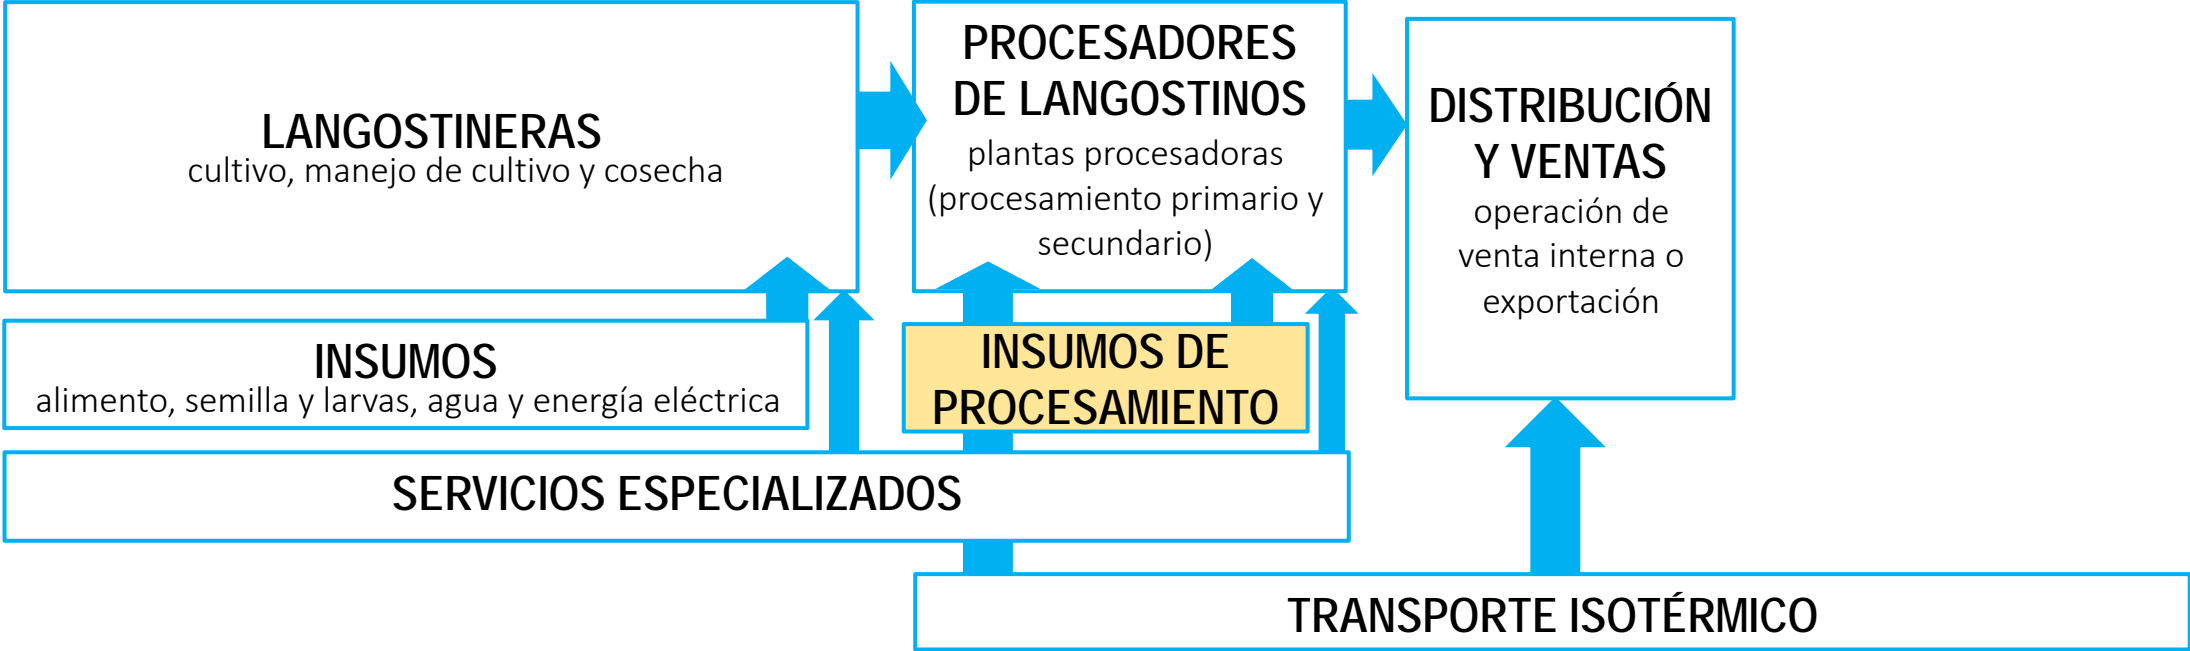 LANGOSTINERAS
cultivo, manejo de cultivo y cosecha
PROCESADORES
DE LANGOSTINOS
plantas procesadoras
(procesamiento primario y
secundario)
DISTRIBUCIÓN
Y VENTAS
operación de
venta interna o
exportación
INSUMOS
alimento, semilla y larvas, agua y energía eléctrica
INSUMOS DE
PROCESAMIENTO
SERVICIOS ESPECIALIZADOS
TRANSPORTE ISOTÉRMICO